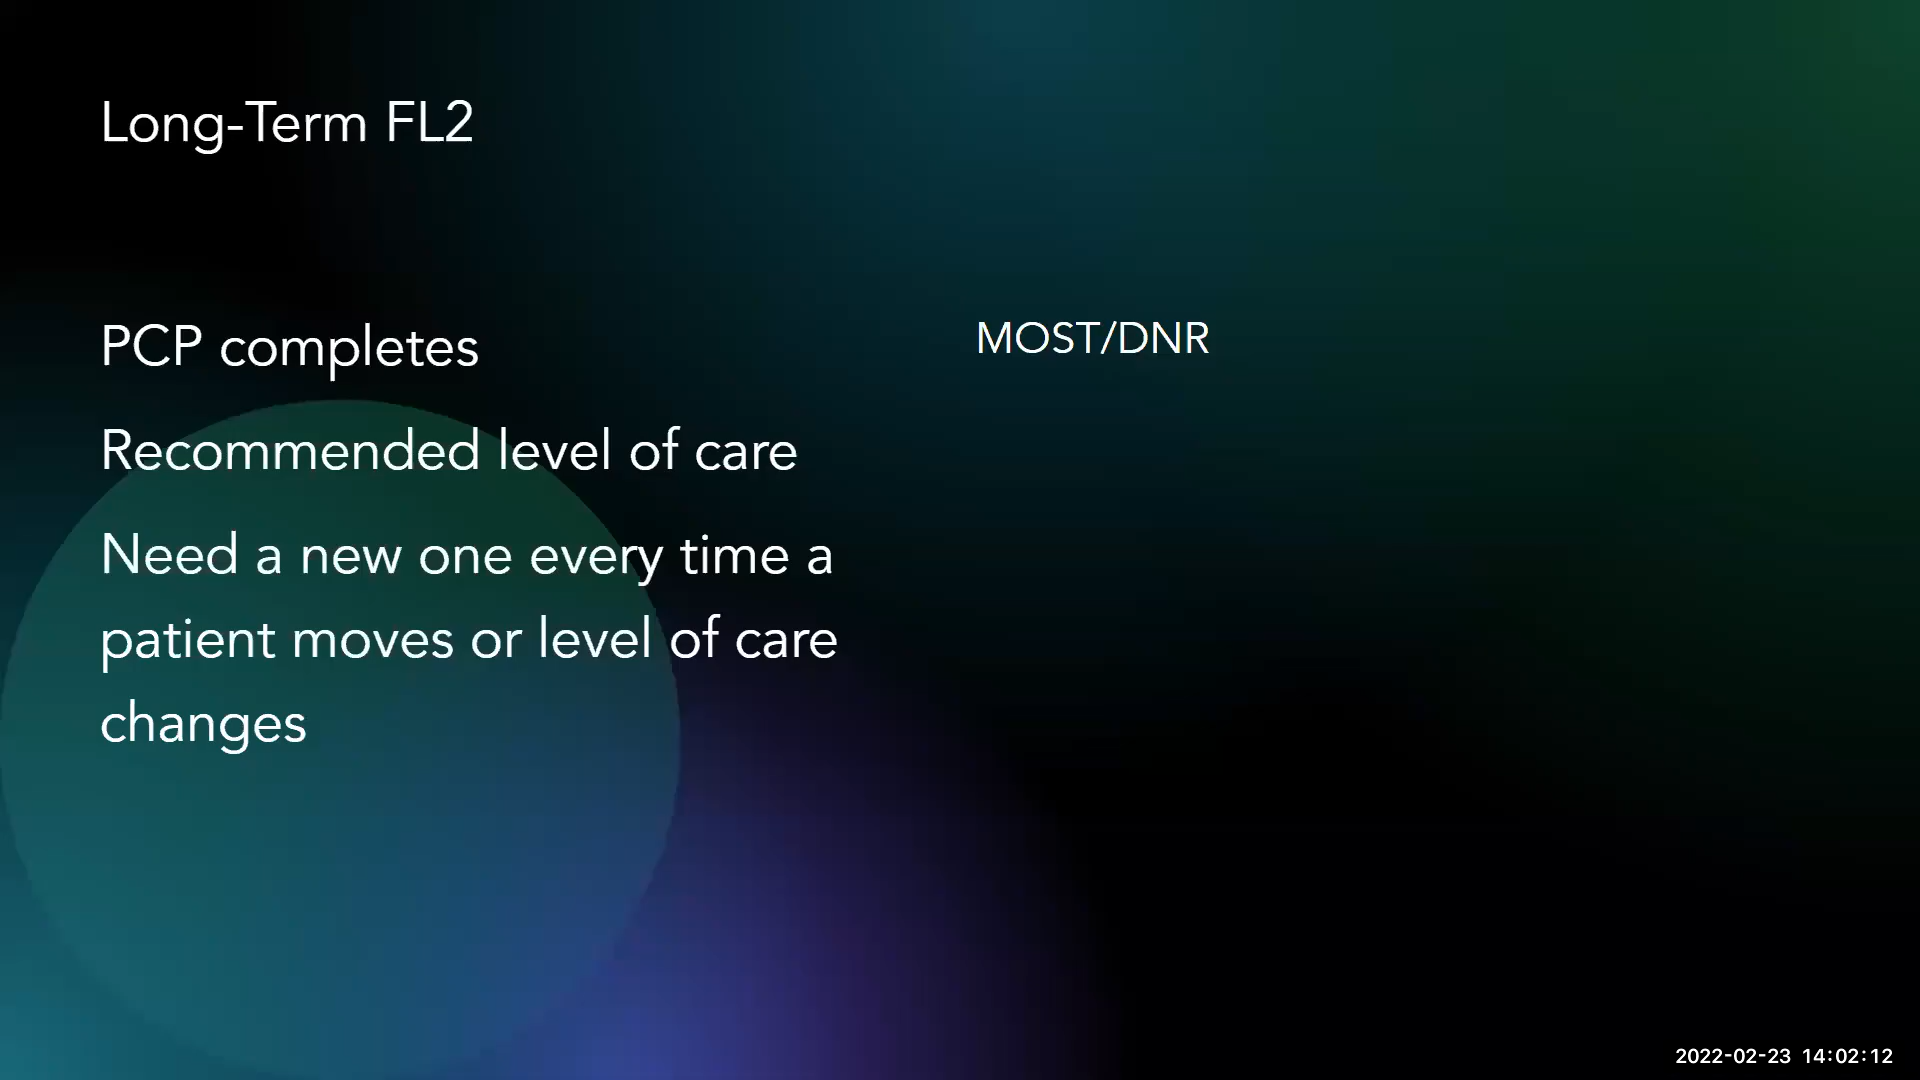 Long-Term FL2
PCP completes
Recommended level of care
Need a new one every time a
patient moves or level of care
changes
MOST/DNR
2022-02-23 14:02:12